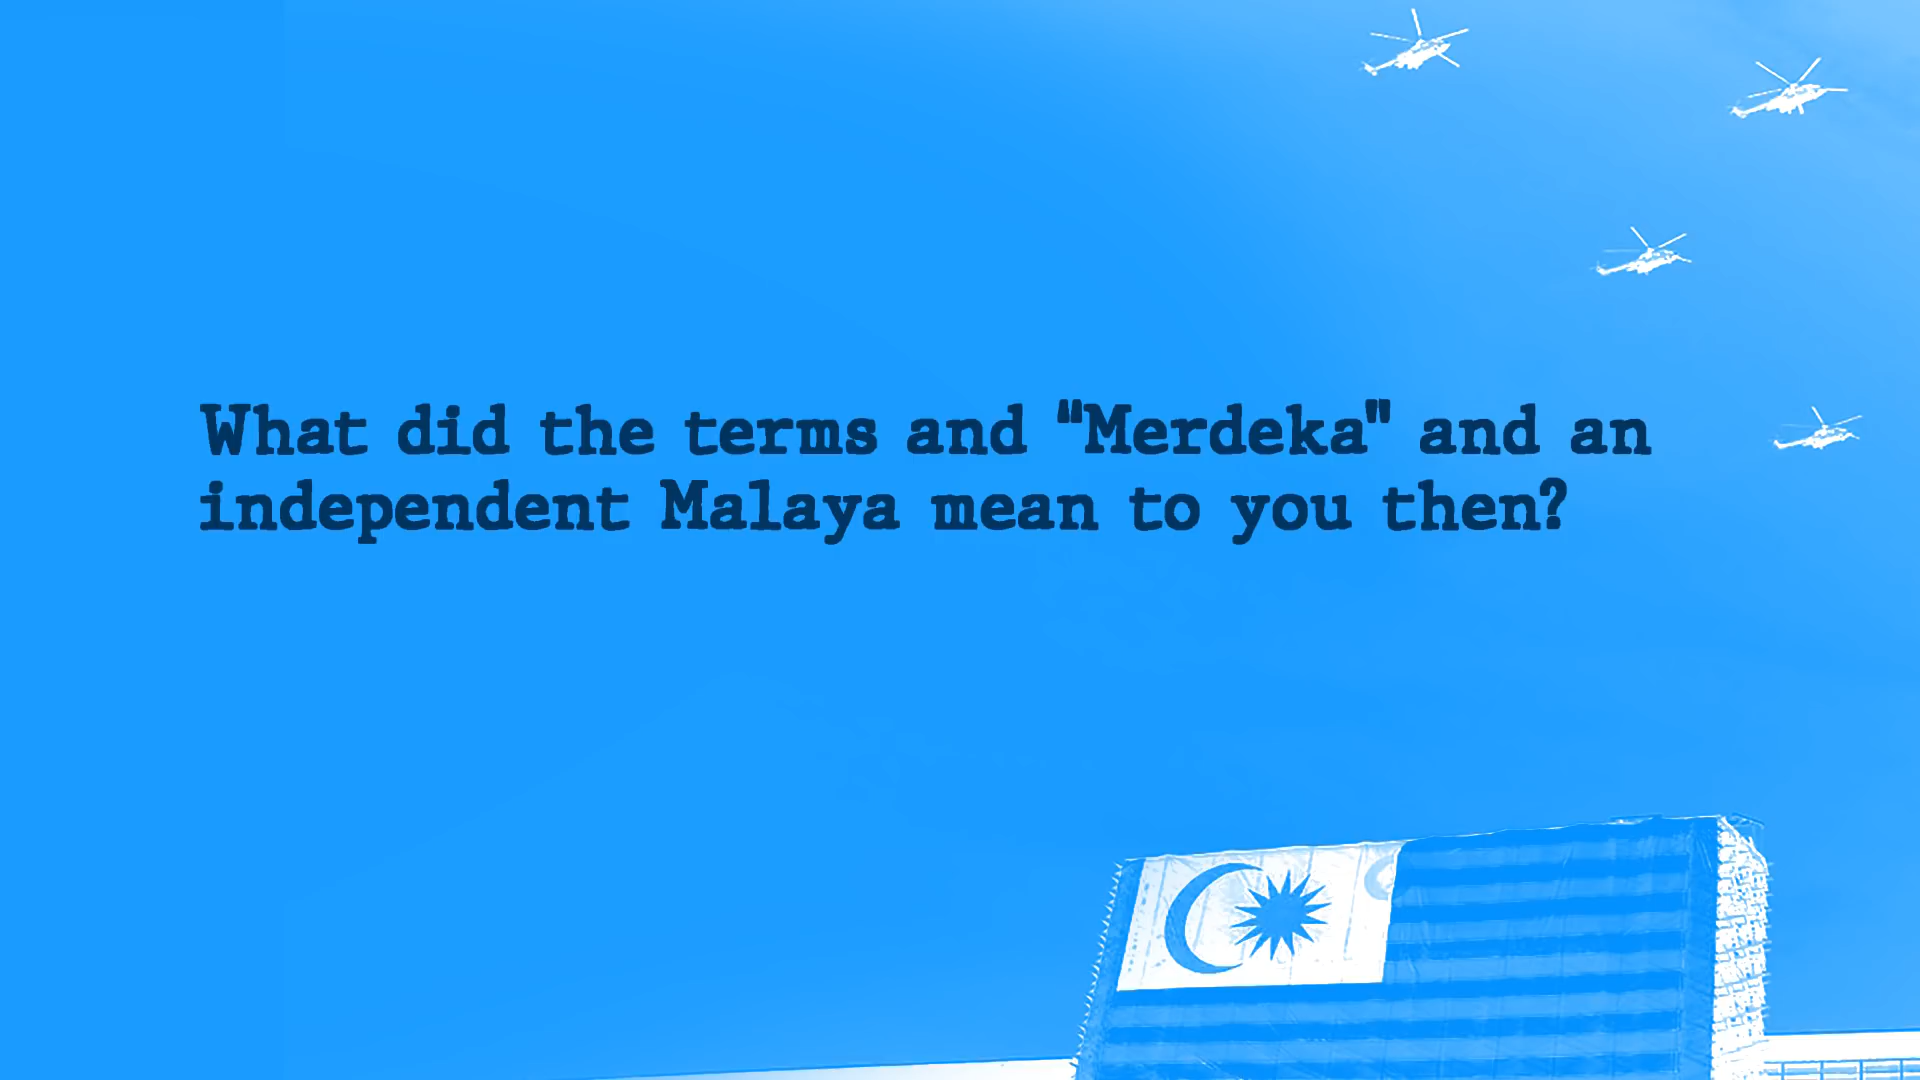 What did the terms and "Merdeka" and an
independent Malaya mean to you then?